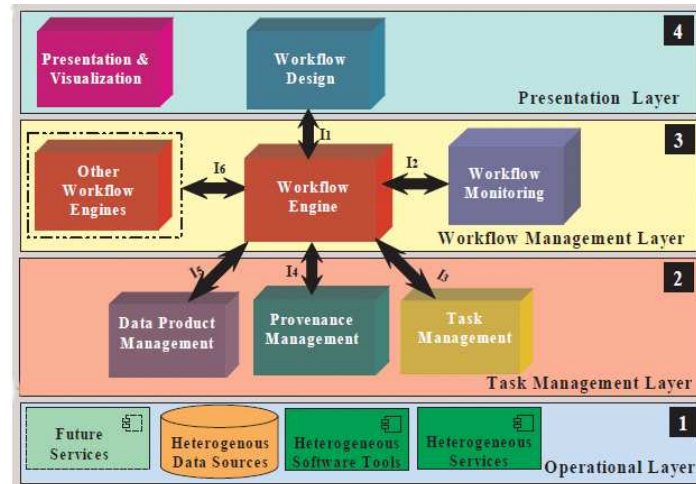 4
Presentation &
Visualization
Workflow
Design
Presentation Layer
I1
3
Other
Workflow
Engines
I6
Workflow
Engine
I2
Workflow
Monitoring
Workflow Management Layer
I5
I4
I3
2
Data Product
Management
Provenance
Management
Task
Management
Task Management Layer
1
Future
Services
Heterogenous
Data Sources
Heterogeneous
Software Tools
Heterogeneous
Services
Operational Layer